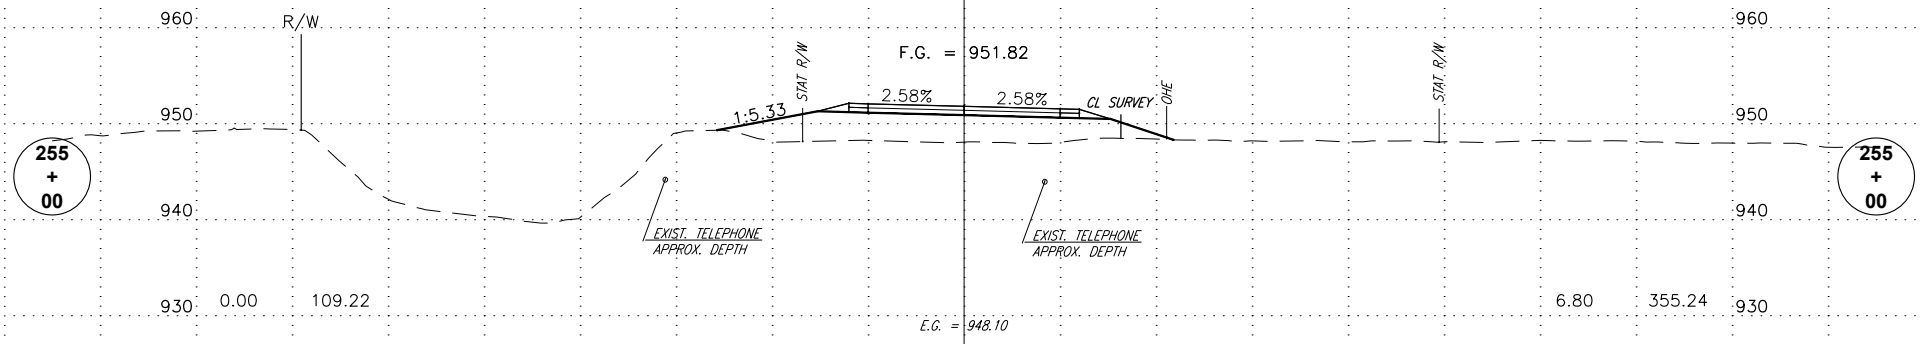 960
R/W
STAT R/W
F.G. = 951.82
STAT R/W
960
2.58%
2.58%
CL SURVEY
OHE
1:5.33
950
950
255
+
00
255
+
00
940
940
EXIST. TELEPHONE
APPROX. DEPTH
EXIST. TELEPHONE
APPROX. DEPTH
930
0.00
109.22
6.80
355.24
930
E.G. = 948.10